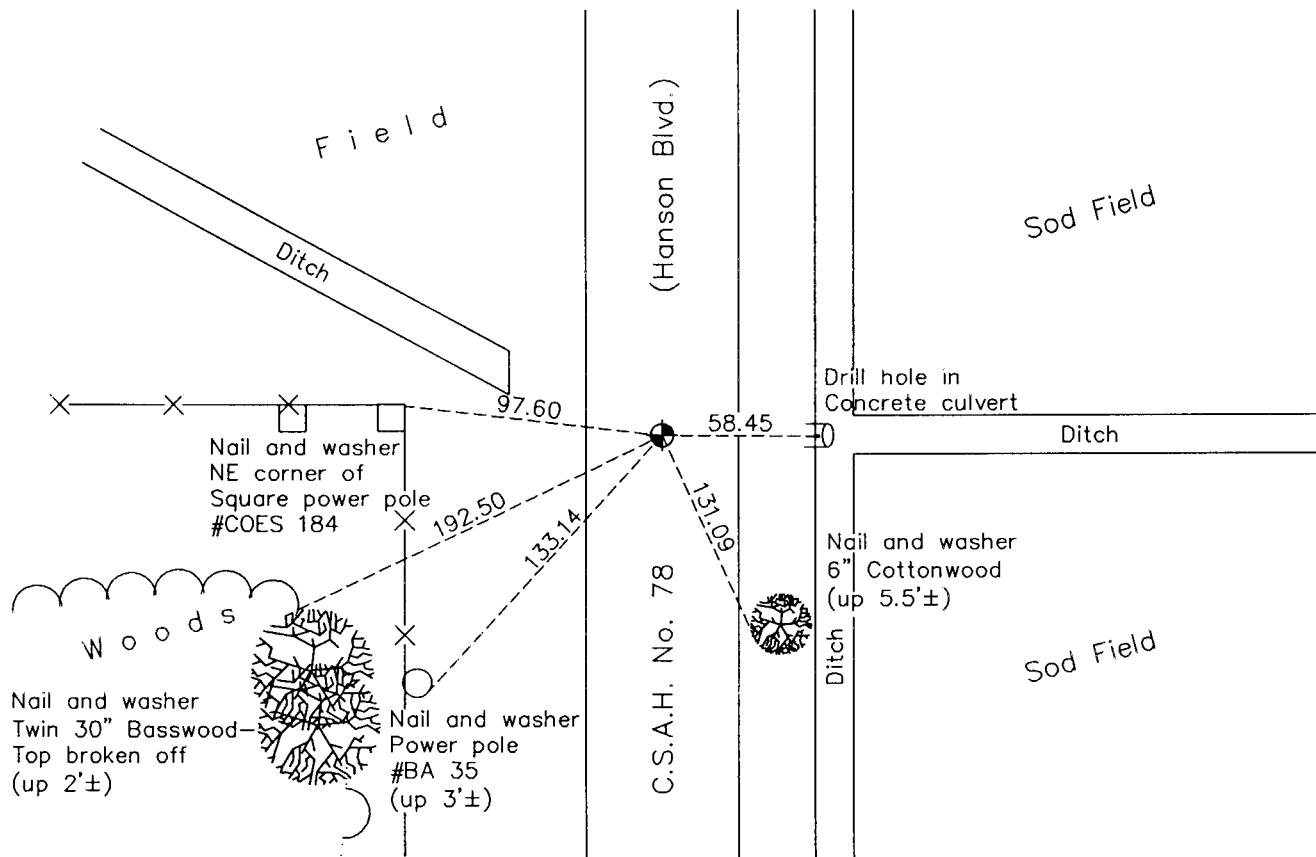 Field
(Hanson Blvd.)
Sod Field
Ditch
Drill hole in
Concrete culvert
97.60
58.45
Ditch
Nail and washer
NE corner of
Square power pole
#COES 184
192.50
133.14
131.09
Nail and washer
6" Cottonwood
(up 5.5'±)
Woods
C.S.A.H. No. 78
Ditch
Sod Field
Nail and washer
Twin 30" Basswood
Top broken off
(up 2'±)
Nail and washer
Power pole
#BA 35
(up 3'±)